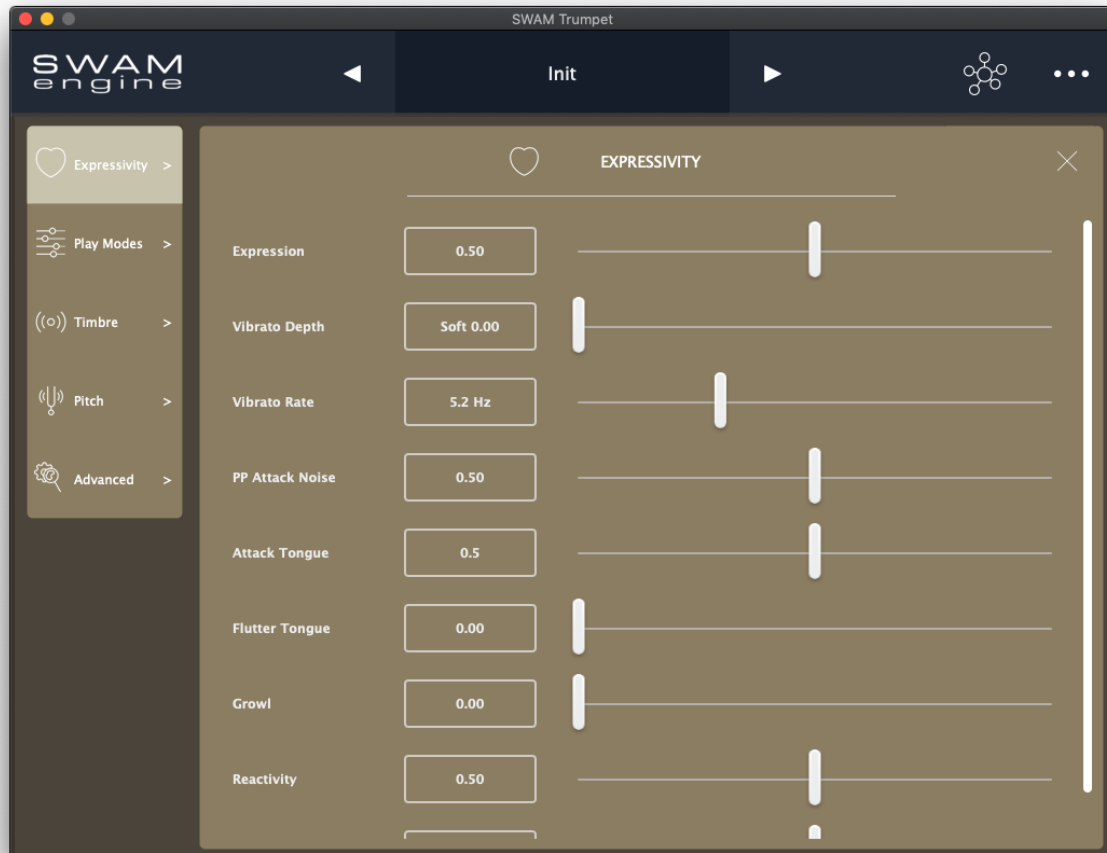 SWAM Trumpet
SWAM
engine
Init
Expressivity >
Play Modes >
Timbre >
Pitch >
Advanced >
EXPRESSIVITY
Expression 0.50
Vibrato Depth Soft 0.00
Vibrato Rate 5.2 Hz
PP Attack Noise 0.50
Attack Tongue 0.5
Flutter Tongue 0.00
Growl 0.00
Reactivity 0.50